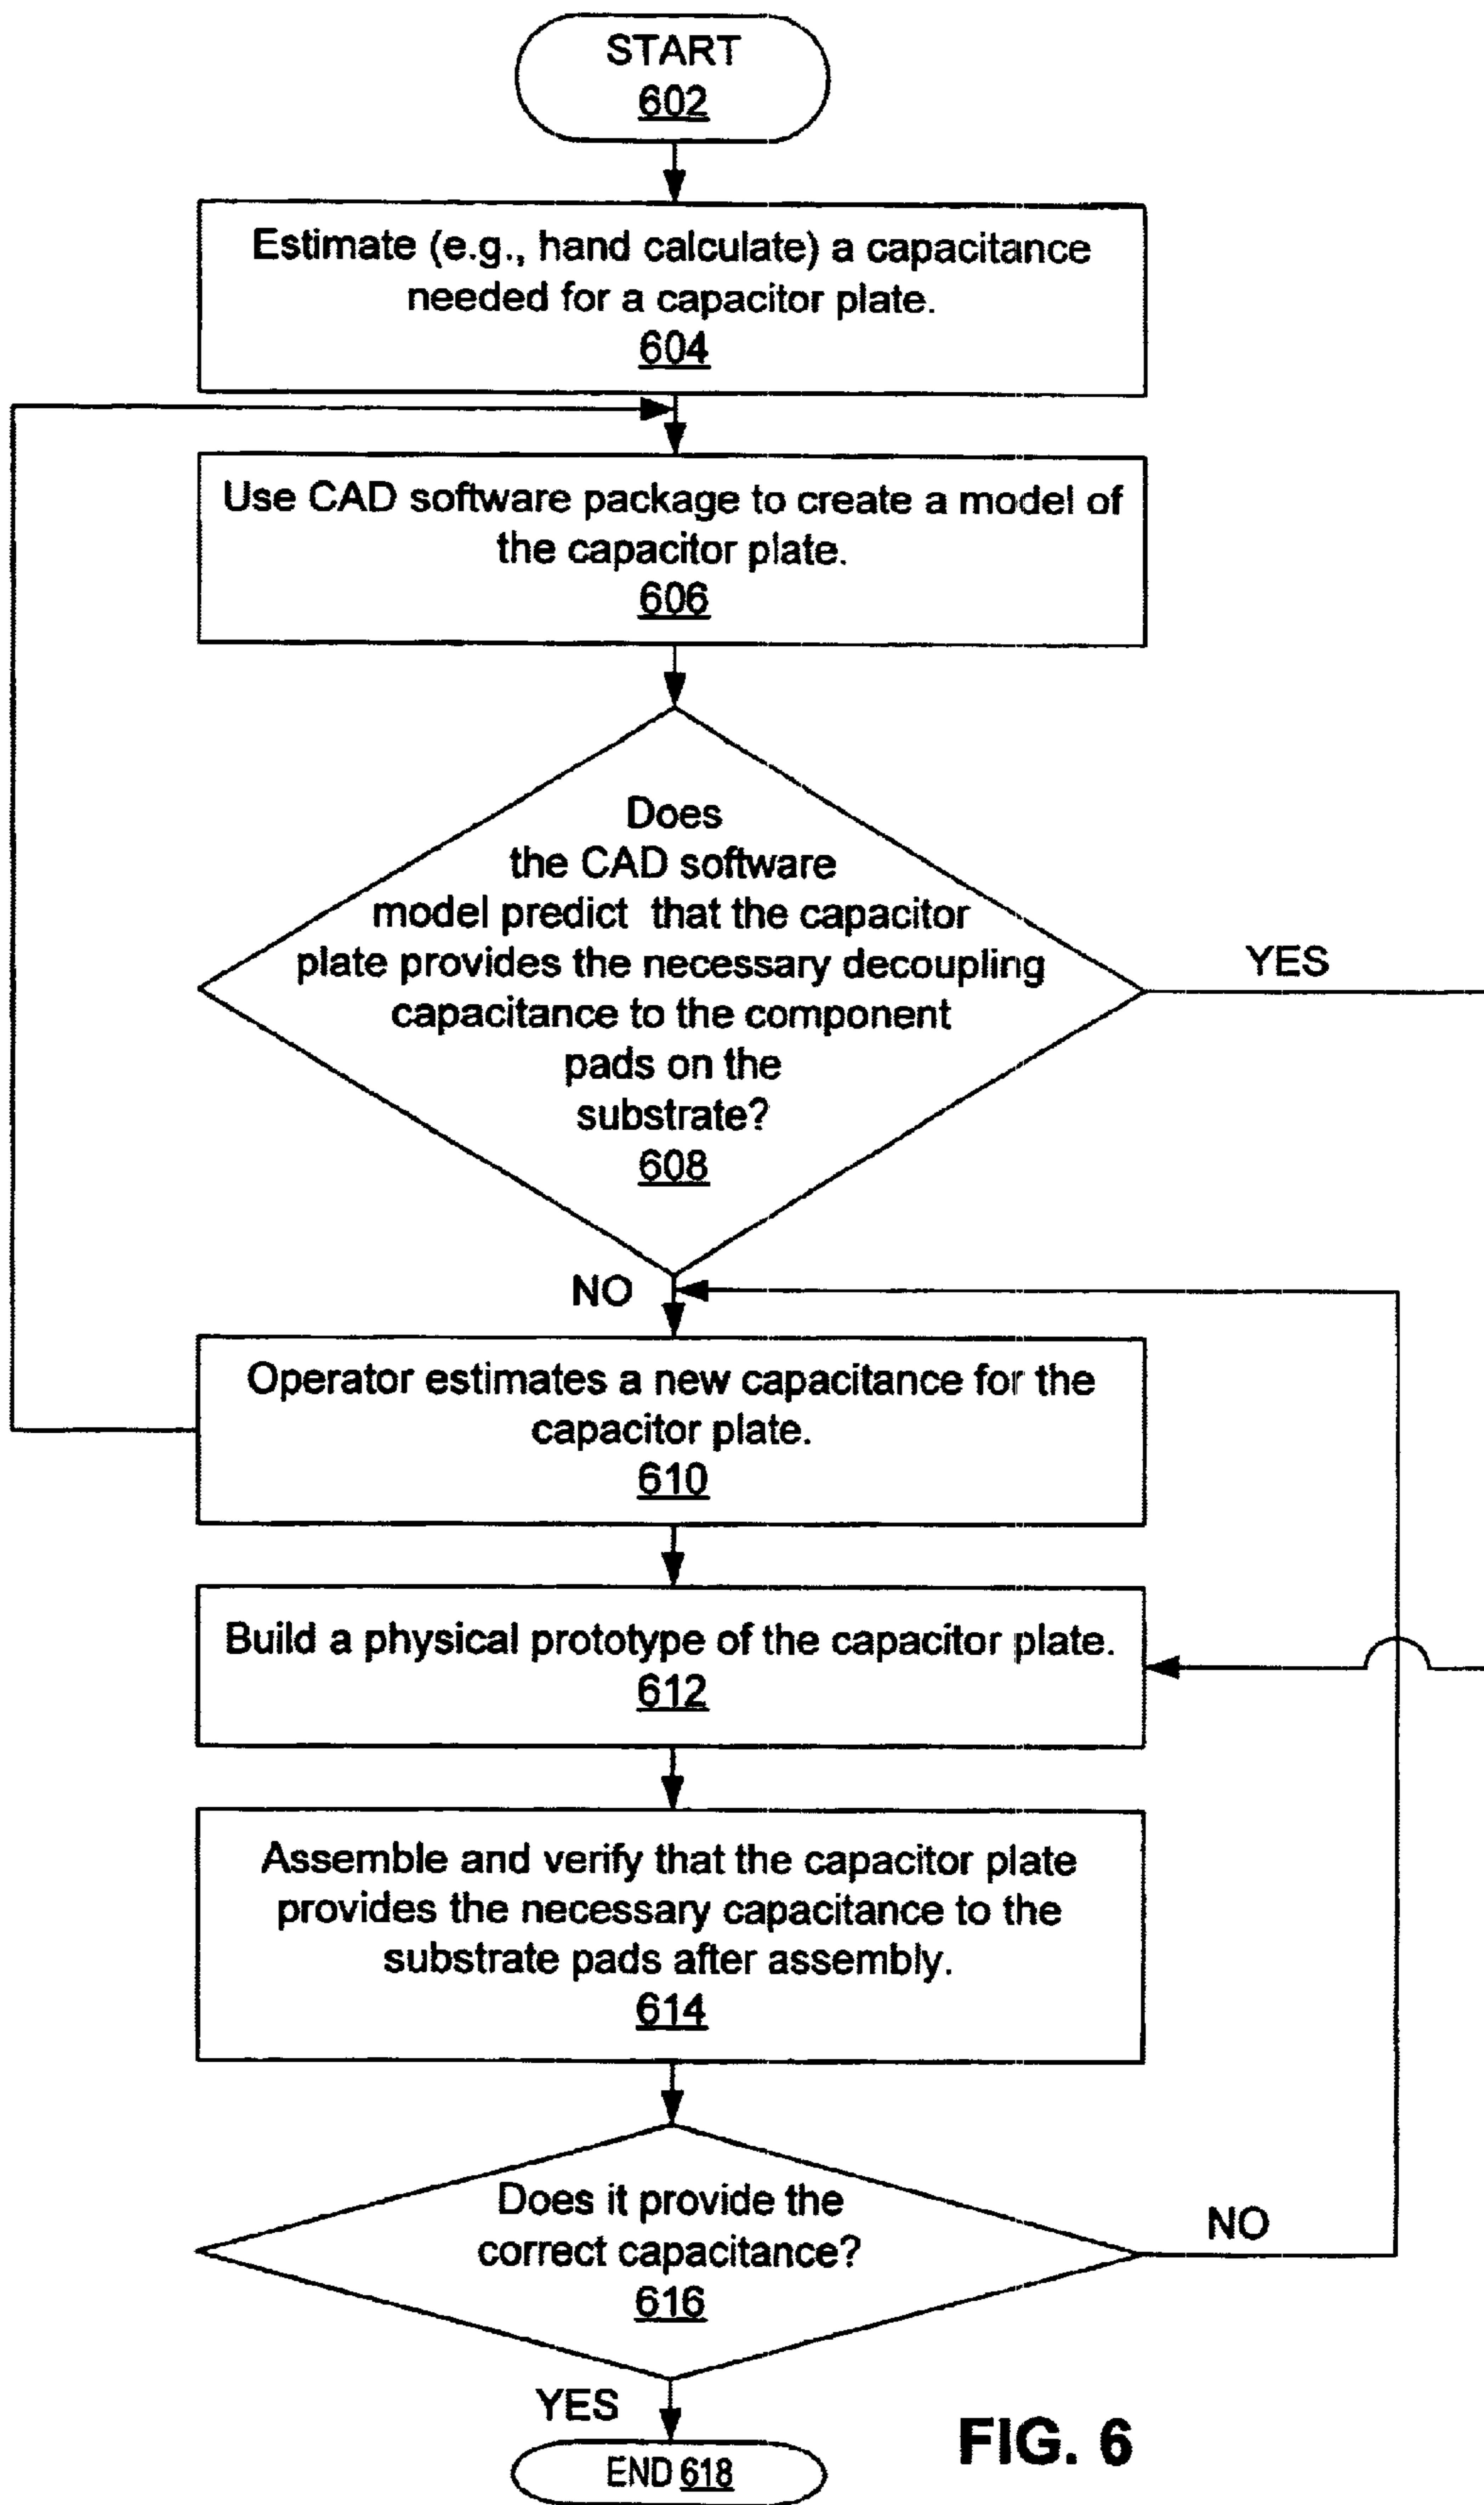 START
602
Estimate (e.g., hand calculate) a capacitance
needed for a capacitor plate.
604
Use CAD software package to create a model of
the capacitor plate.
606
Does
the CAD software
model predict that the capacitor
plate provides the necessary decoupling
capacitance to the component
pads on the
substrate?
608
YES
NO
Operator estimates a new capacitance for the
capacitor plate.
610
Build a physical prototype of the capacitor plate.
612
Assemble and verify that the capacitor plate
provides the necessary capacitance to the
substrate pads after assembly.
614
Does it provide the
correct capacitance?
616
NO
YES
END 618
FIG. 6